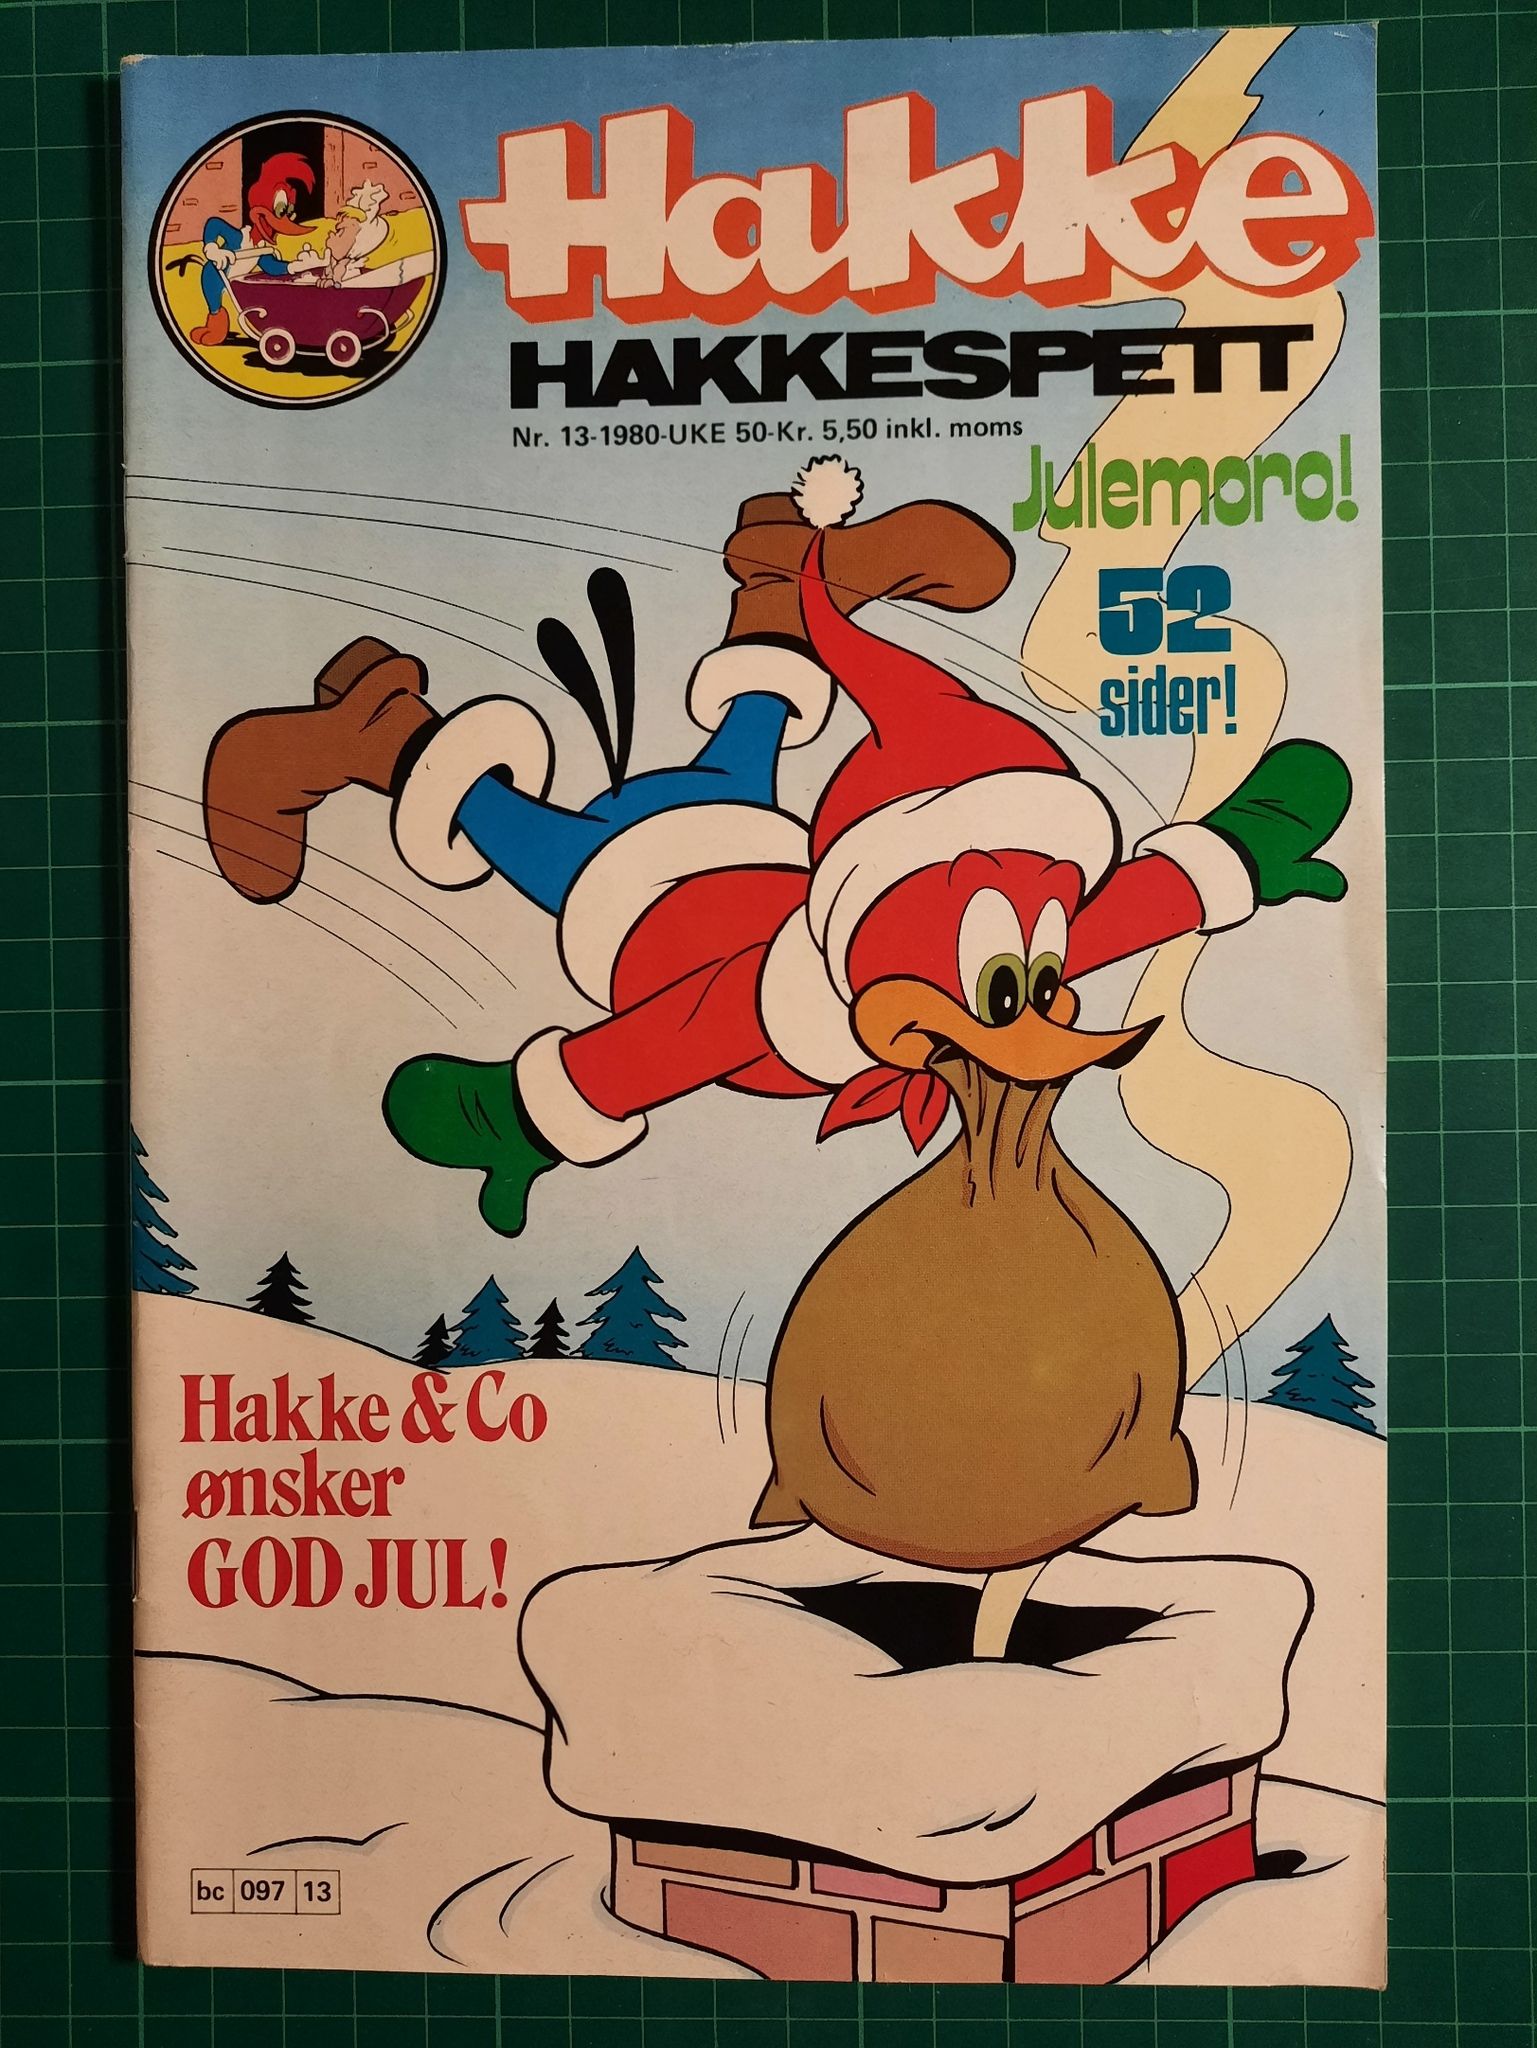 Hakke
HAKKESPETT
Nr. 13-1980-UKE 50-Kr. 5,50 inkl. moms
Julemoro!
52
sider!
Hakke & Co
ønsker
GOD JUL!
bc 097 13